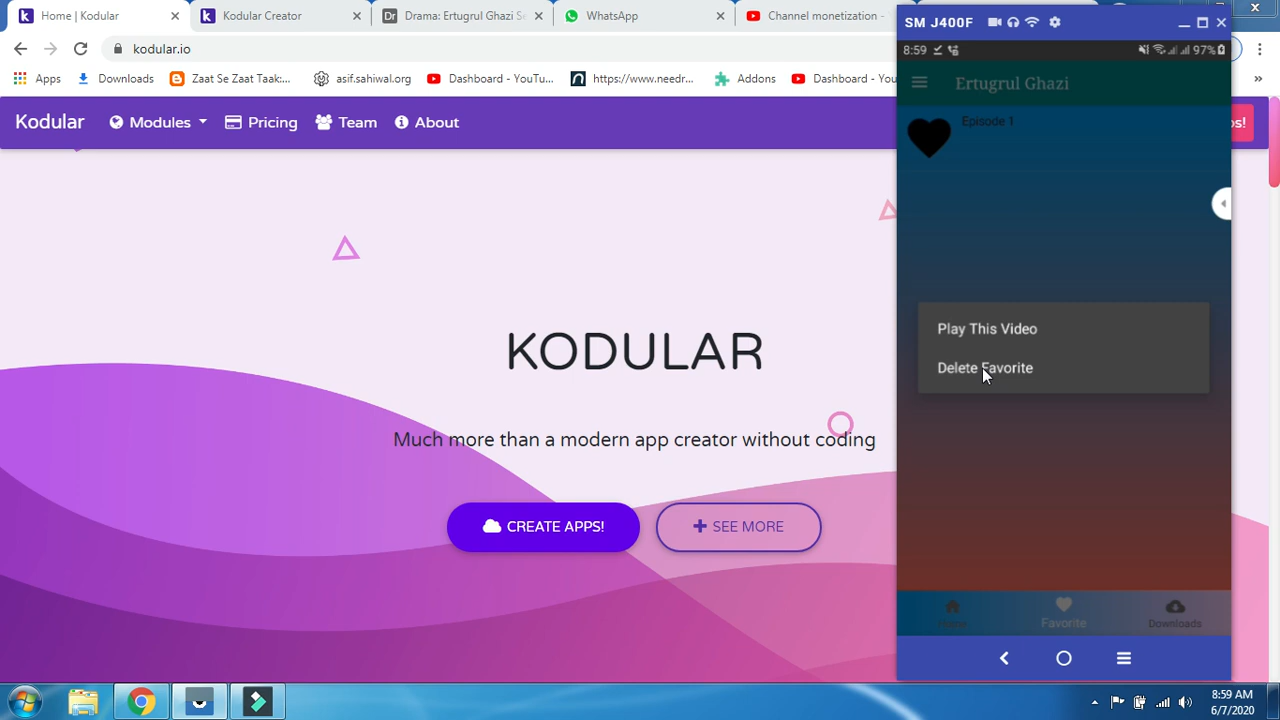 Home | Kodular
Kodular Creator
Dr Drama: Ertugrul Ghazi Se
WhatsApp
Channel monetization -
SM J400F
kodular.io
8:59
97%
Apps
Downloads
Zaat Se Zaat Taak:...
asif.sahiwal.org
Dashboard - YouTu...
https://www.needr...
Addons
Dashboard - You
»
Ertugrul Ghazi
Kodular
Modules
Pricing
Team
About
ps!
Episode 1
KODULAR
Play This Video
Delete Favorite
Much more than a modern app creator without coding
CREATE APPS!
SEE MORE
Home
Favorite
Downloads
8:59 AM
6/7/2020